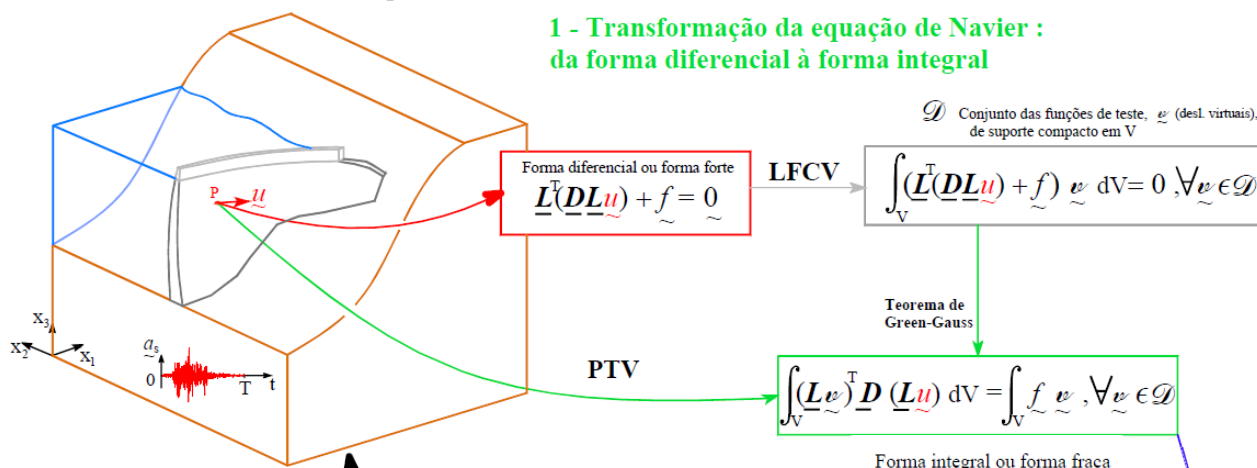 1 - Transformação da equação de Navier :
da forma diferencial à forma integral
𝒟 Conjunto das funções de teste, v (desl. virtuais),
de suporte compacto em V
Forma diferencial ou forma forte
L^T(DLu) + f = 0
LFCV
∫_V (L^T(DLu) + f) v dV = 0 ,∀v ϵ 𝒟
P
u
Teorema de
Green-Gauss
x3
x2
x1
a_s
0
T
t
PTV
∫_V (Lv)^T D (Lu) dV = ∫_V f v ,∀v ϵ 𝒟
Forma integral ou forma fraca